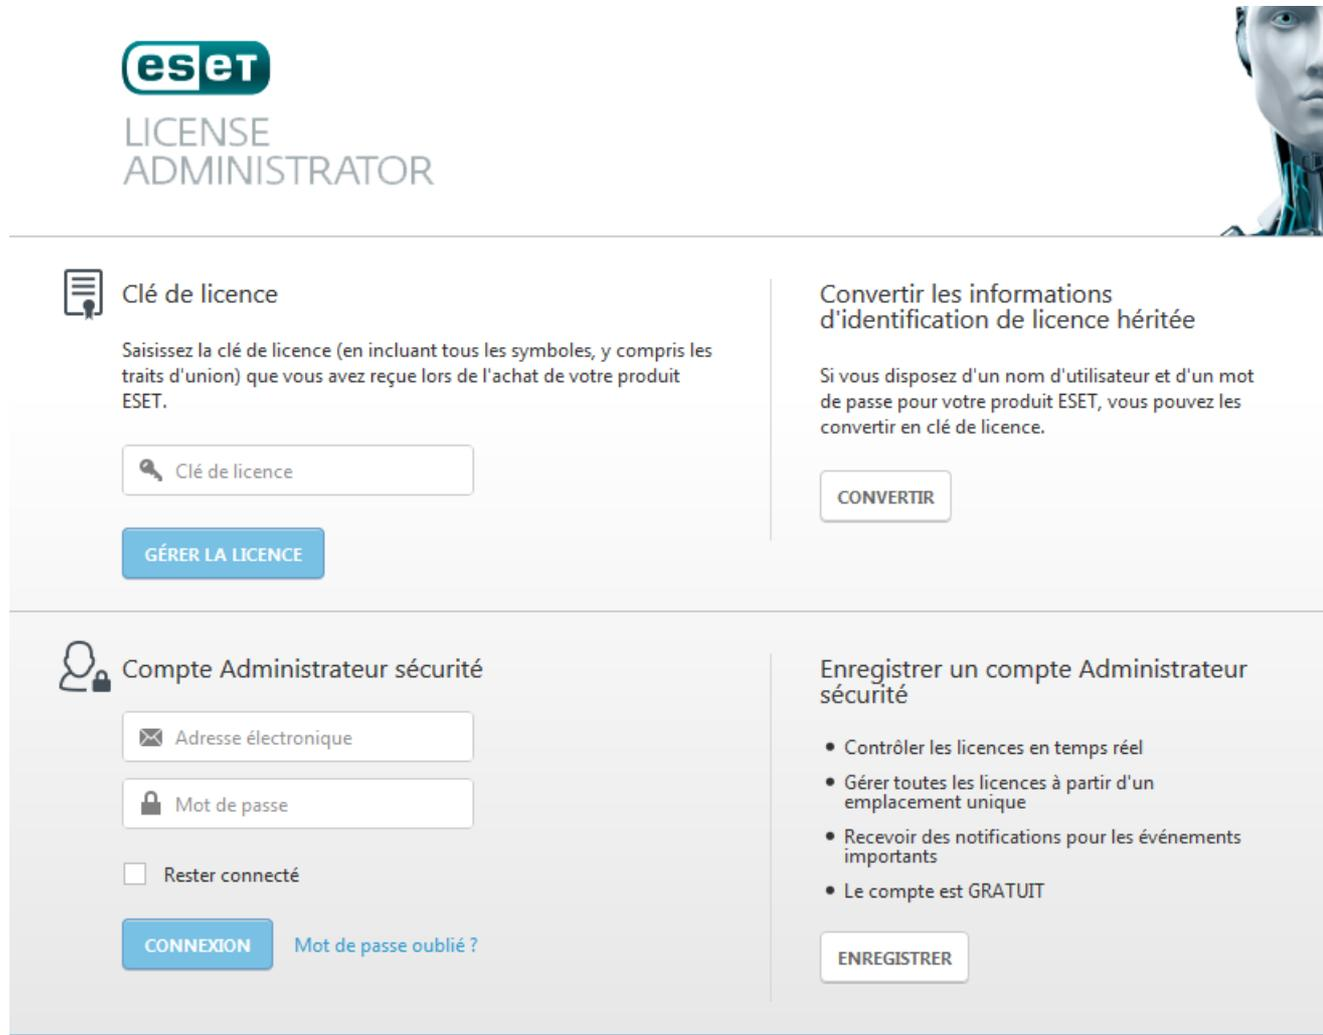 eset
LICENSE
ADMINISTRATOR
Clé de licence
Saisissez la clé de licence (en incluant tous les symboles, y compris les
traits d'union) que vous avez reçue lors de l'achat de votre produit
ESET.
Clé de licence
GÉRER LA LICENCE
Convertir les informations
d'identification de licence héritée
Si vous disposez d'un nom d'utilisateur et d'un mot
de passe pour votre produit ESET, vous pouvez les
convertir en clé de licence.
CONVERTIR
Compte Administrateur sécurité
Adresse électronique
Mot de passe
Rester connecté
CONNEXION
Mot de passe oublié ?
Enregistrer un compte Administrateur
sécurité
• Contrôler les licences en temps réel
• Gérer toutes les licences à partir d'un
emplacement unique
• Recevoir des notifications pour les événements
importants
• Le compte est GRATUIT
ENREGISTRER